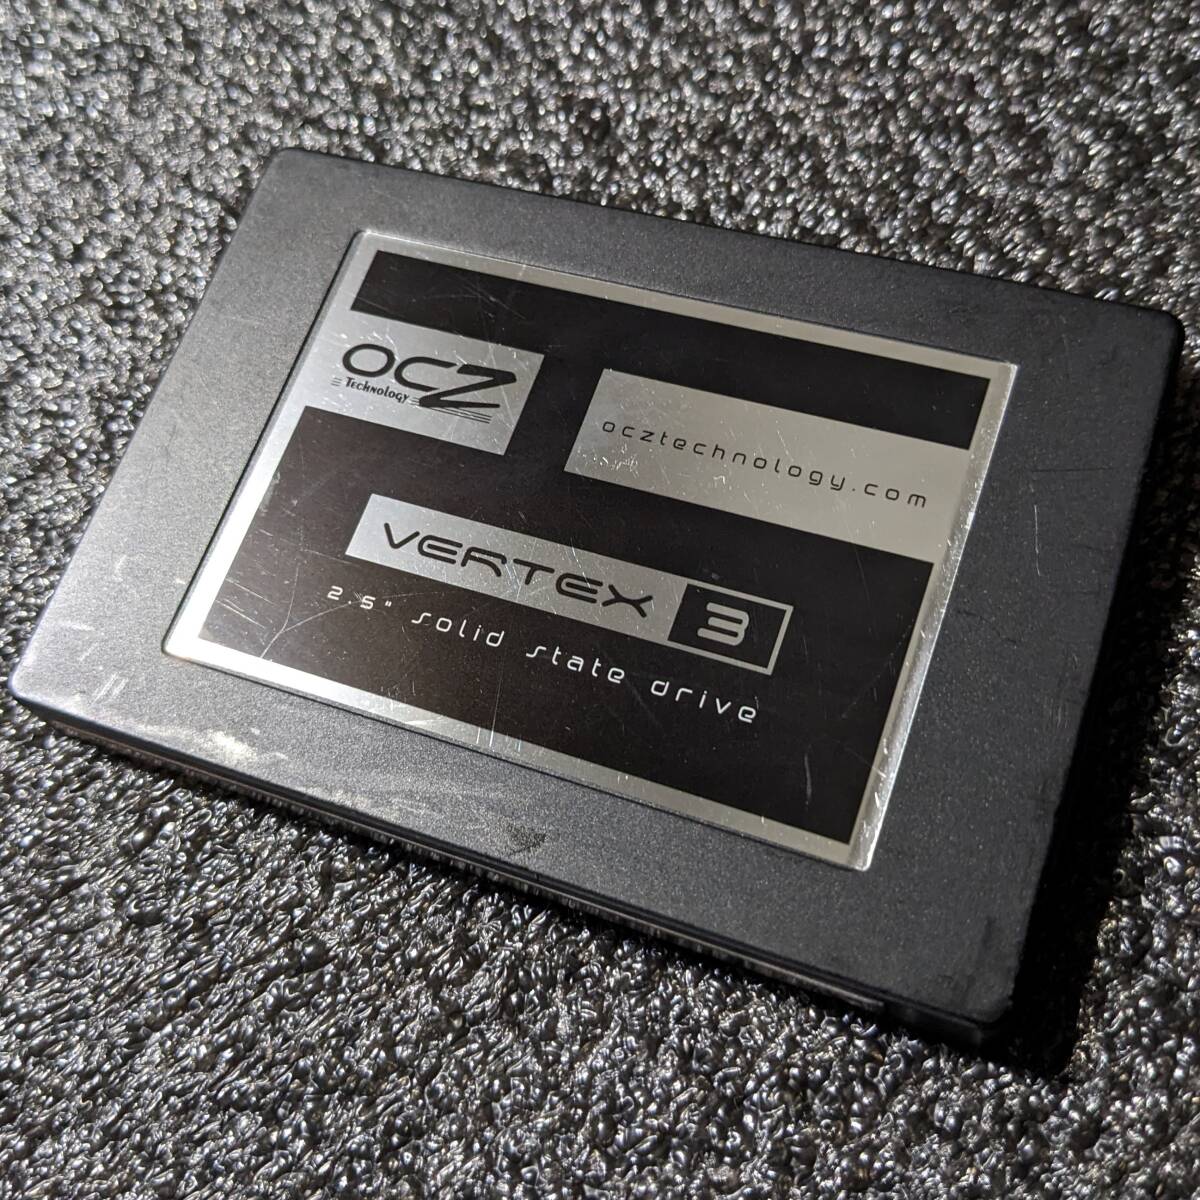 OCZ
Technology
ocztechnology.com
VERTEX 3
2.5" solid state drive